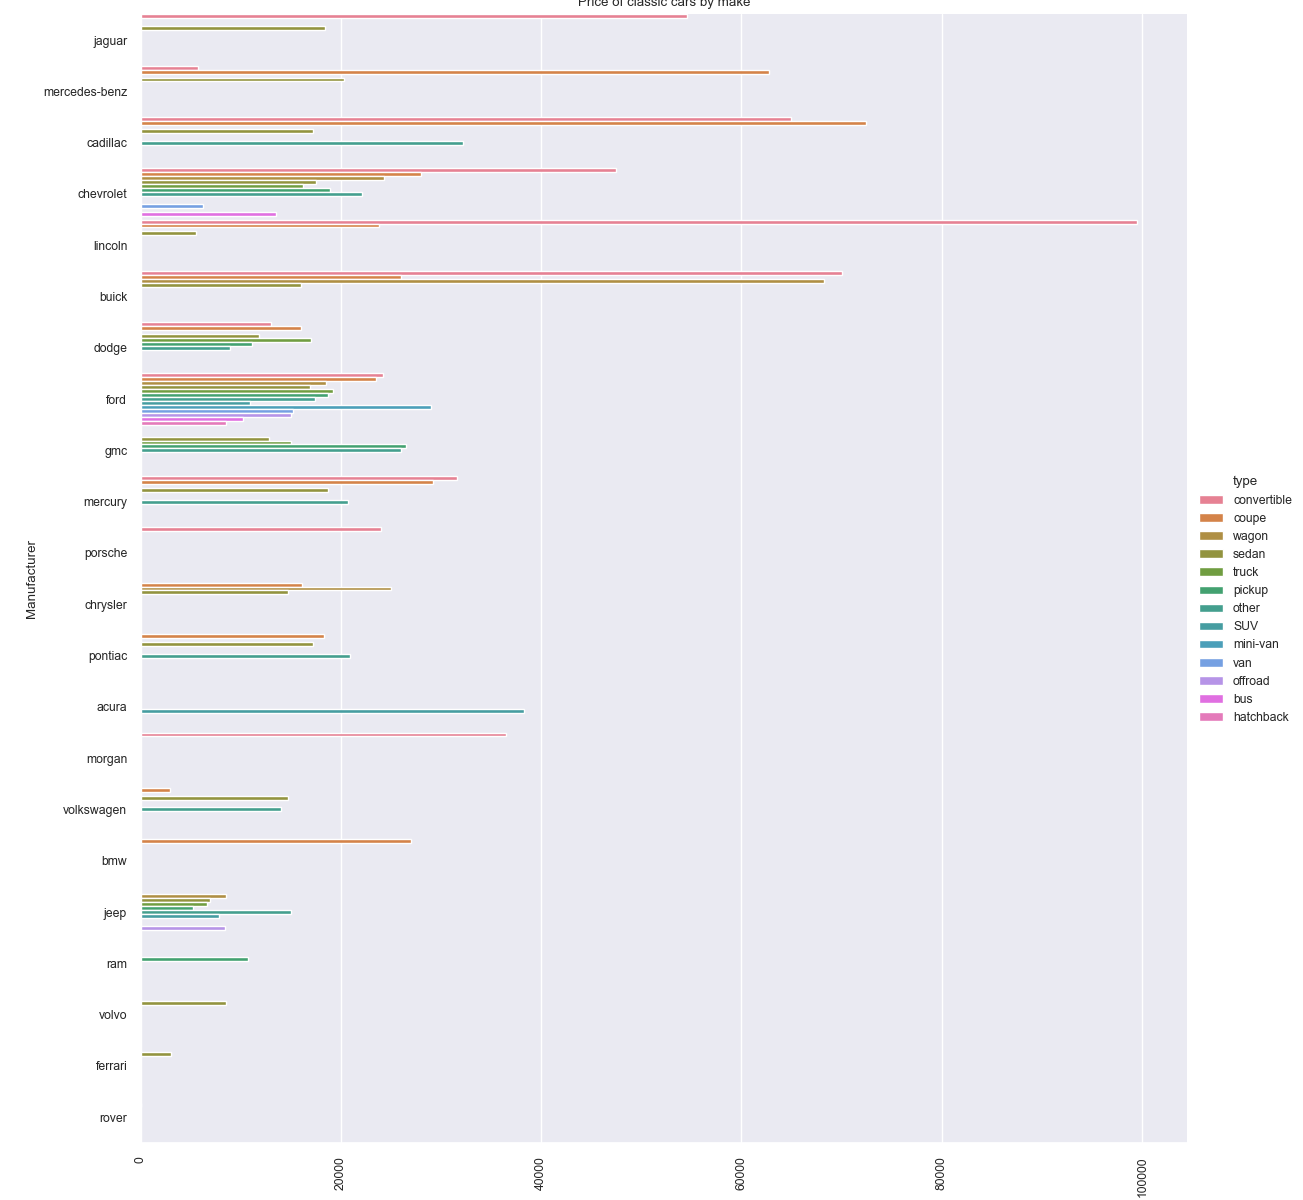 Price of classic cars by make
jaguar
mercedes-benz
cadillac
chevrolet
lincoln
buick
dodge
ford
gmc
mercury
porsche
chrysler
pontiac
acura
morgan
volkswagen
bmw
jeep
ram
volvo
ferrari
rover
Manufacturer
0
20000
40000
60000
80000
100000
type
convertible
coupe
wagon
sedan
truck
pickup
other
SUV
mini-van
van
offroad
bus
hatchback